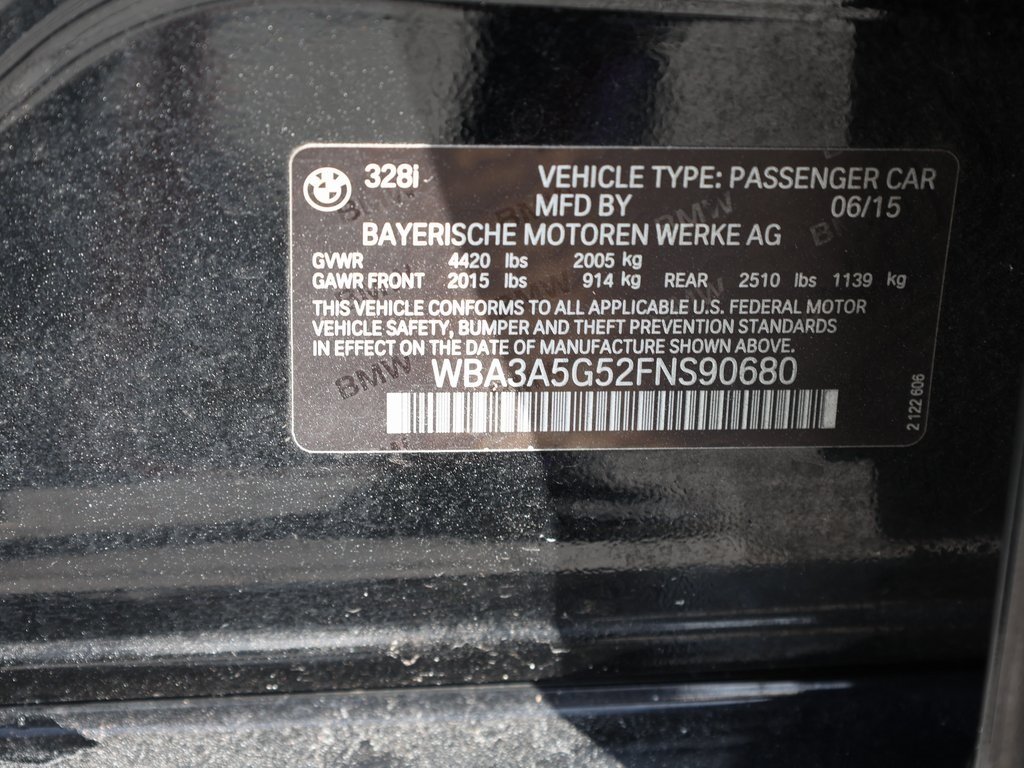 328i VEHICLE TYPE: PASSENGER CAR
MFD BY 06/15
BAYERISCHE MOTOREN WERKE AG
GVWR 4420 lbs 2005 kg
GAWR FRONT 2015 lbs 914 kg REAR 2510 lbs 1139 kg
THIS VEHICLE CONFORMS TO ALL APPLICABLE U.S. FEDERAL MOTOR
VEHICLE SAFETY, BUMPER AND THEFT PREVENTION STANDARDS
IN EFFECT ON THE DATE OF MANUFACTURE SHOWN ABOVE.
WBA3A5G52FNS90680
2 122 606
BMW
BMW